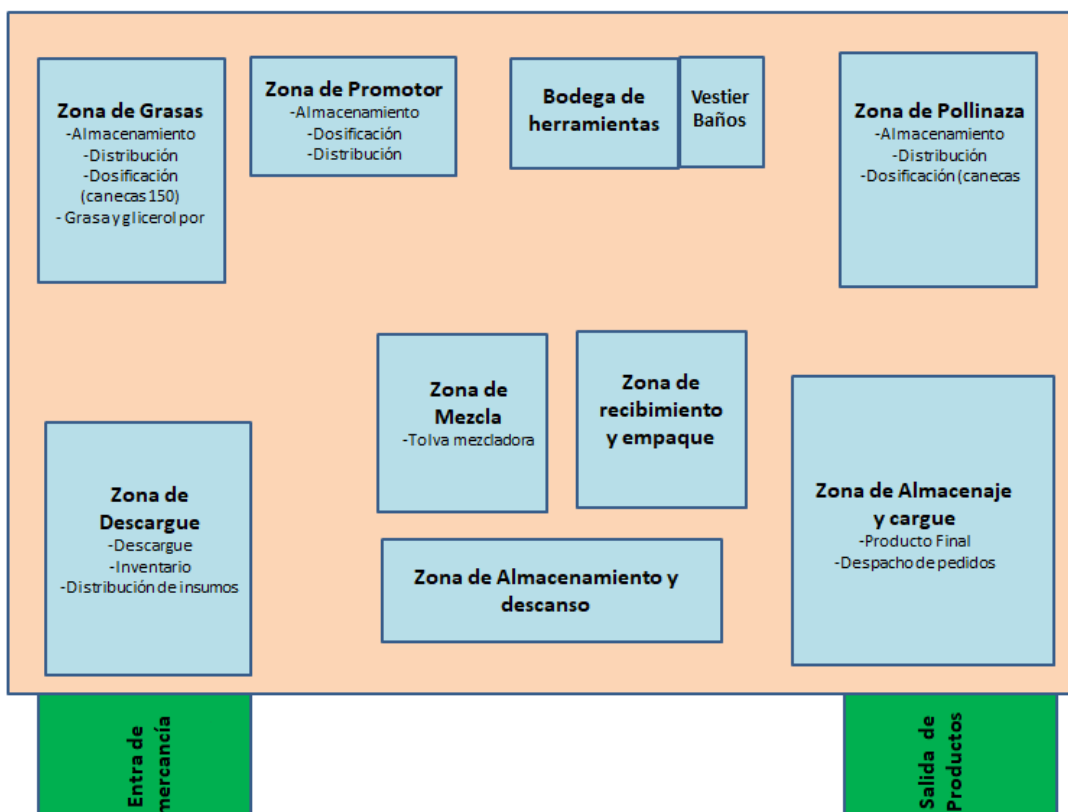 Zona de Grasas
-Almacenamiento
-Distribución
-Dosificación
(canecas 150)
- Grasa y glicerol por
Zona de Promotor
-Almacenamiento
-Dosificación
-Distribución
Bodega de
herramientas
Vestier
Baños
Zona de Pollinaza
-Almacenamiento
-Distribución
-Dosificación (canecas
Zona de
Mezcla
-Tolva mezcladora
Zona de
recibimiento
y empaque
Zona de
Descargue
-Descargue
-Inventario
-Distribución de insumos
Zona de Almacenamiento y
descanso
Zona de Almacenaje
y cargue
-Producto Final
-Despacho de pedidos
Entra de
mercancía
Salida de
Productos